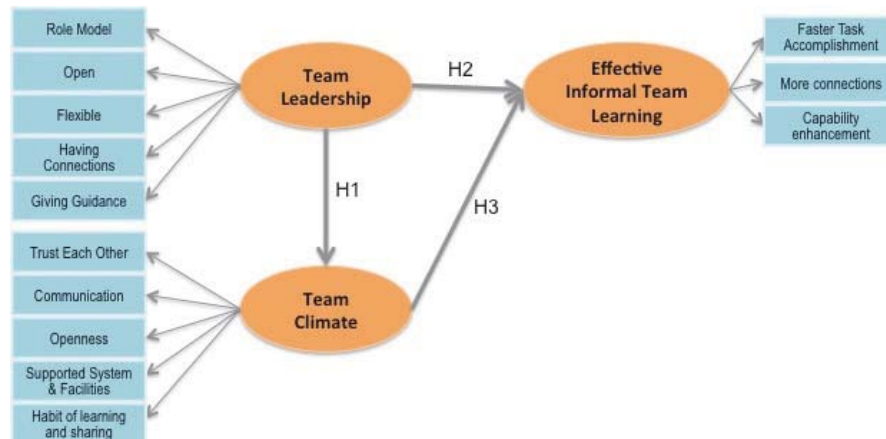 Role Model
Open
Flexible
Having
Connections
Giving Guidance
Trust Each Other
Communication
Openness
Supported System
& Facilities
Habit of learning
and sharing
Team
Leadership
H2
H1
H3
Team
Climate
Effective
Informal Team
Learning
Faster Task
Accomplishment
More connections
Capability
enhancement